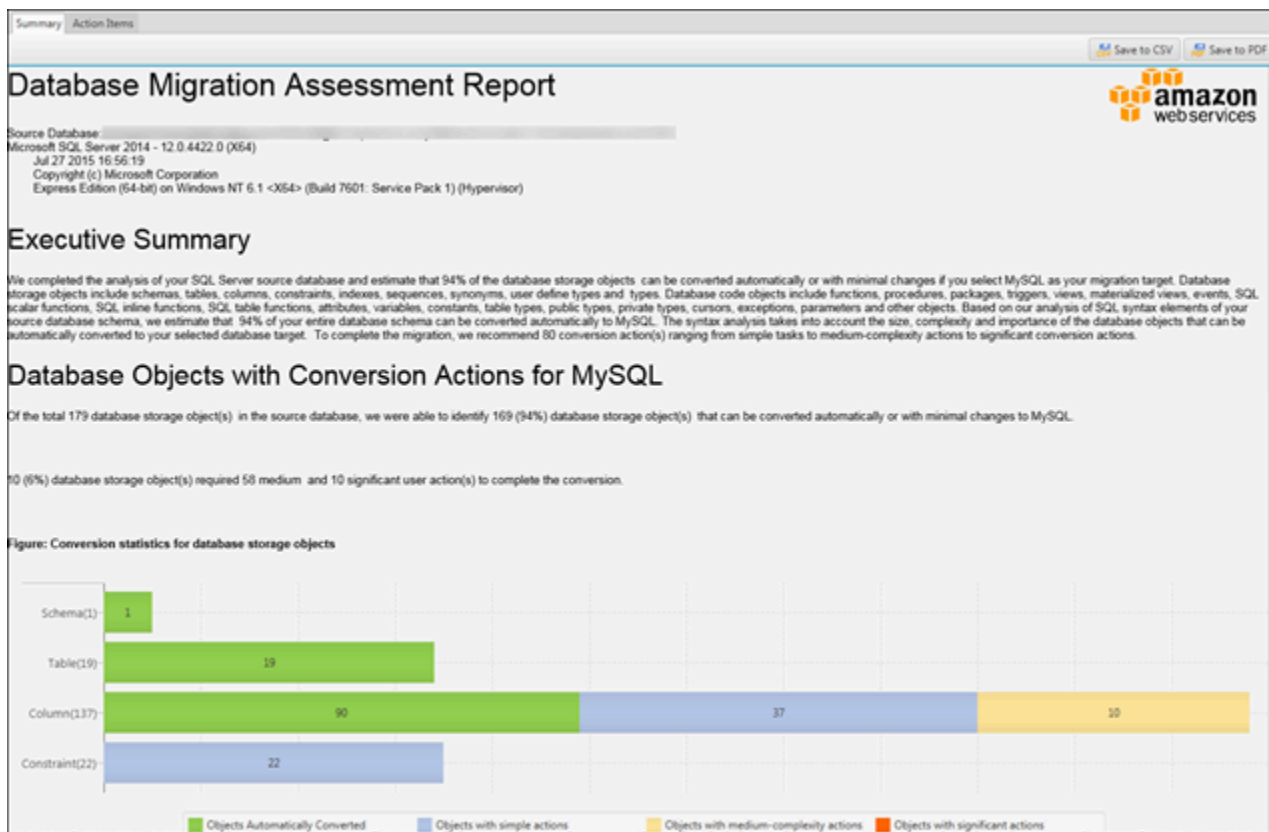 Summary Action Items
Save to CSV Save to PDF
Database Migration Assessment Report
amazon
webservices
Source Database:
Microsoft SQL Server 2014 - 12.0.4422.0 (X64)
Jul 27 2015 16:56:19
Copyright (c) Microsoft Corporation
Express Edition (64-bit) on Windows NT 6.1 <X64> (Build 7601: Service Pack 1) (Hypervisor)
Executive Summary
We completed the analysis of your SQL Server source database and estimate that 94% of the database storage objects can be converted automatically or with minimal changes if you select MySQL as your migration target. Database
storage objects include schemas, tables, columns, constraints, indexes, sequences, synonyms, user define types and types. Database code objects include functions, procedures, packages, triggers, views, materialized views, events, SQL
scalar functions, SQL inline functions, SQL table functions, attributes, variables, constants, table types, public types, private types, cursors, exceptions, parameters and other objects. Based on our analysis of SQL syntax elements of your
source database schema, we estimate that 94% of your entire database schema can be converted automatically to MySQL. The syntax analysis takes into account the size, complexity and importance of the database objects that can be
automatically converted to your selected database target. To complete the migration, we recommend 80 conversion action(s) ranging from simple tasks to medium-complexity actions to significant conversion actions.
Database Objects with Conversion Actions for MySQL
Of the total 179 database storage object(s) in the source database, we were able to identify 169 (94%) database storage object(s) that can be converted automatically or with minimal changes to MySQL.
10 (6%) database storage object(s) required 58 medium and 10 significant user action(s) to complete the conversion.
Figure: Conversion statistics for database storage objects
Schema(1) 1
Table(19) 19
Column(137) 90 37 10
Constraint(22) 22
Objects Automatically Converted Objects with simple actions Objects with medium-complexity actions Objects with significant actions